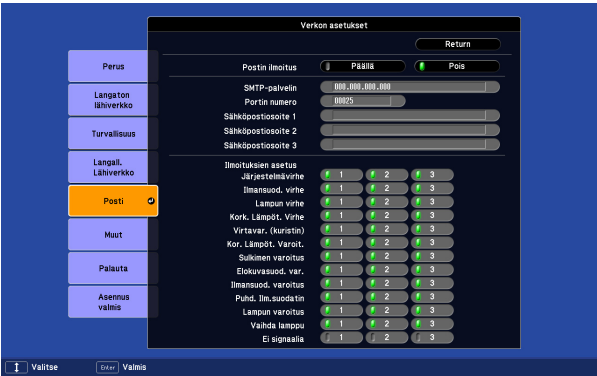 Verkon asetukset
Return
Perus
Langaton
lähiverkko
Turvallisuus
Langall.
Lähiverkko
Posti
Muut
Palauta
Asennus
valmis
Postin ilmoitus Päällä Pois
SMTP-palvelin 000.000.000.000
Portin numero 00025
Sähköpostiosoite 1
Sähköpostiosoite 2
Sähköpostiosoite 3
Ilmoituksien asetus
Järjestelmävirhe 1 2 3
Ilmansuod. virhe 1 2 3
Lampun virhe 1 2 3
Kork. Lämpöt. Virhe 1 2 3
Virtavar. (kuristin) 1 2 3
Kor. Lämpöt. Varoit. 1 2 3
Sulkimen varoitus 1 2 3
Elokuvasuod. var. 1 2 3
Ilmansuod. varoitus 1 2 3
Puhd. Ilm.suodatin 1 2 3
Lampun varoitus 1 2 3
Vaihda lamppu 1 2 3
Ei signaalia 1 2 3
Valitse Enter Valmis